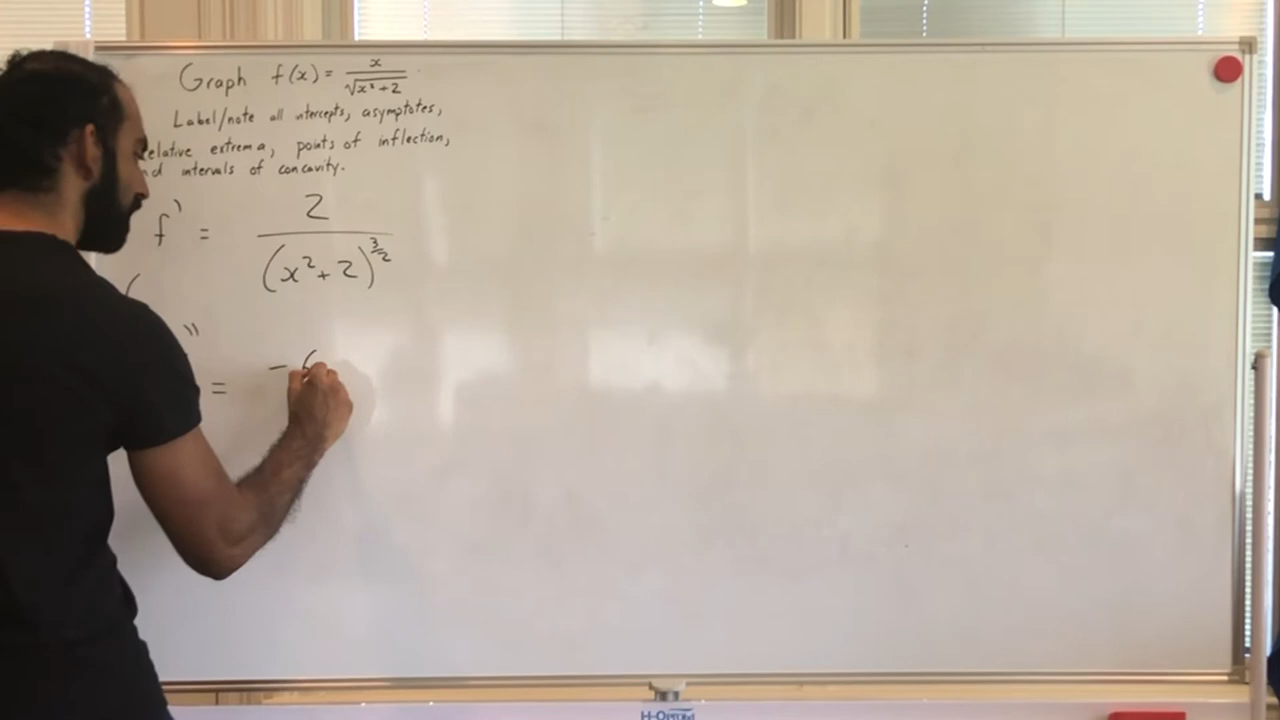 Graph f(x) = x/√(x²+2)
Label/note all intercepts, asymptotes,
elative extrema, points of inflection,
nd intervals of concavity.
f' = 2/(x²+2)^(3/2)
" = -6